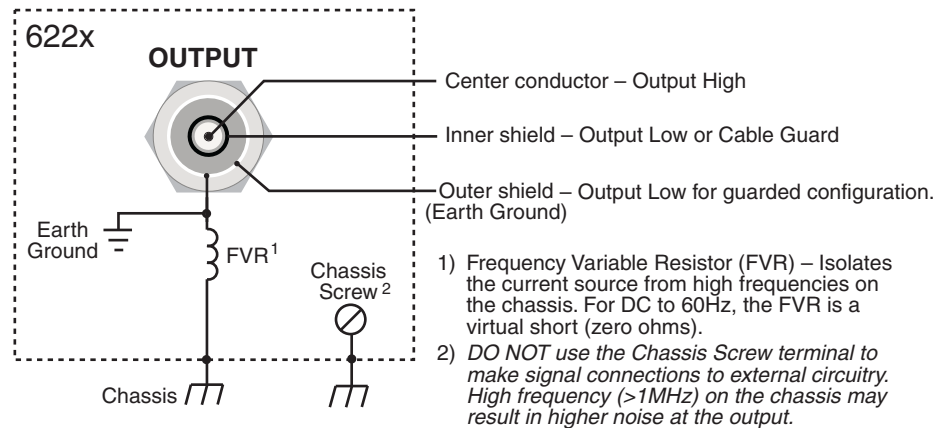 622x
OUTPUT
Center conductor – Output High
Inner shield – Output Low or Cable Guard
Outer shield – Output Low for guarded configuration.
(Earth Ground)
Earth
Ground
FVR1
Chassis
Screw2
Chassis
1) Frequency Variable Resistor (FVR) – Isolates
the current source from high frequencies on
the chassis. For DC to 60Hz, the FVR is a
virtual short (zero ohms).
2) DO NOT use the Chassis Screw terminal to
make signal connections to external circuitry.
High frequency (>1MHz) on the chassis may
result in higher noise at the output.